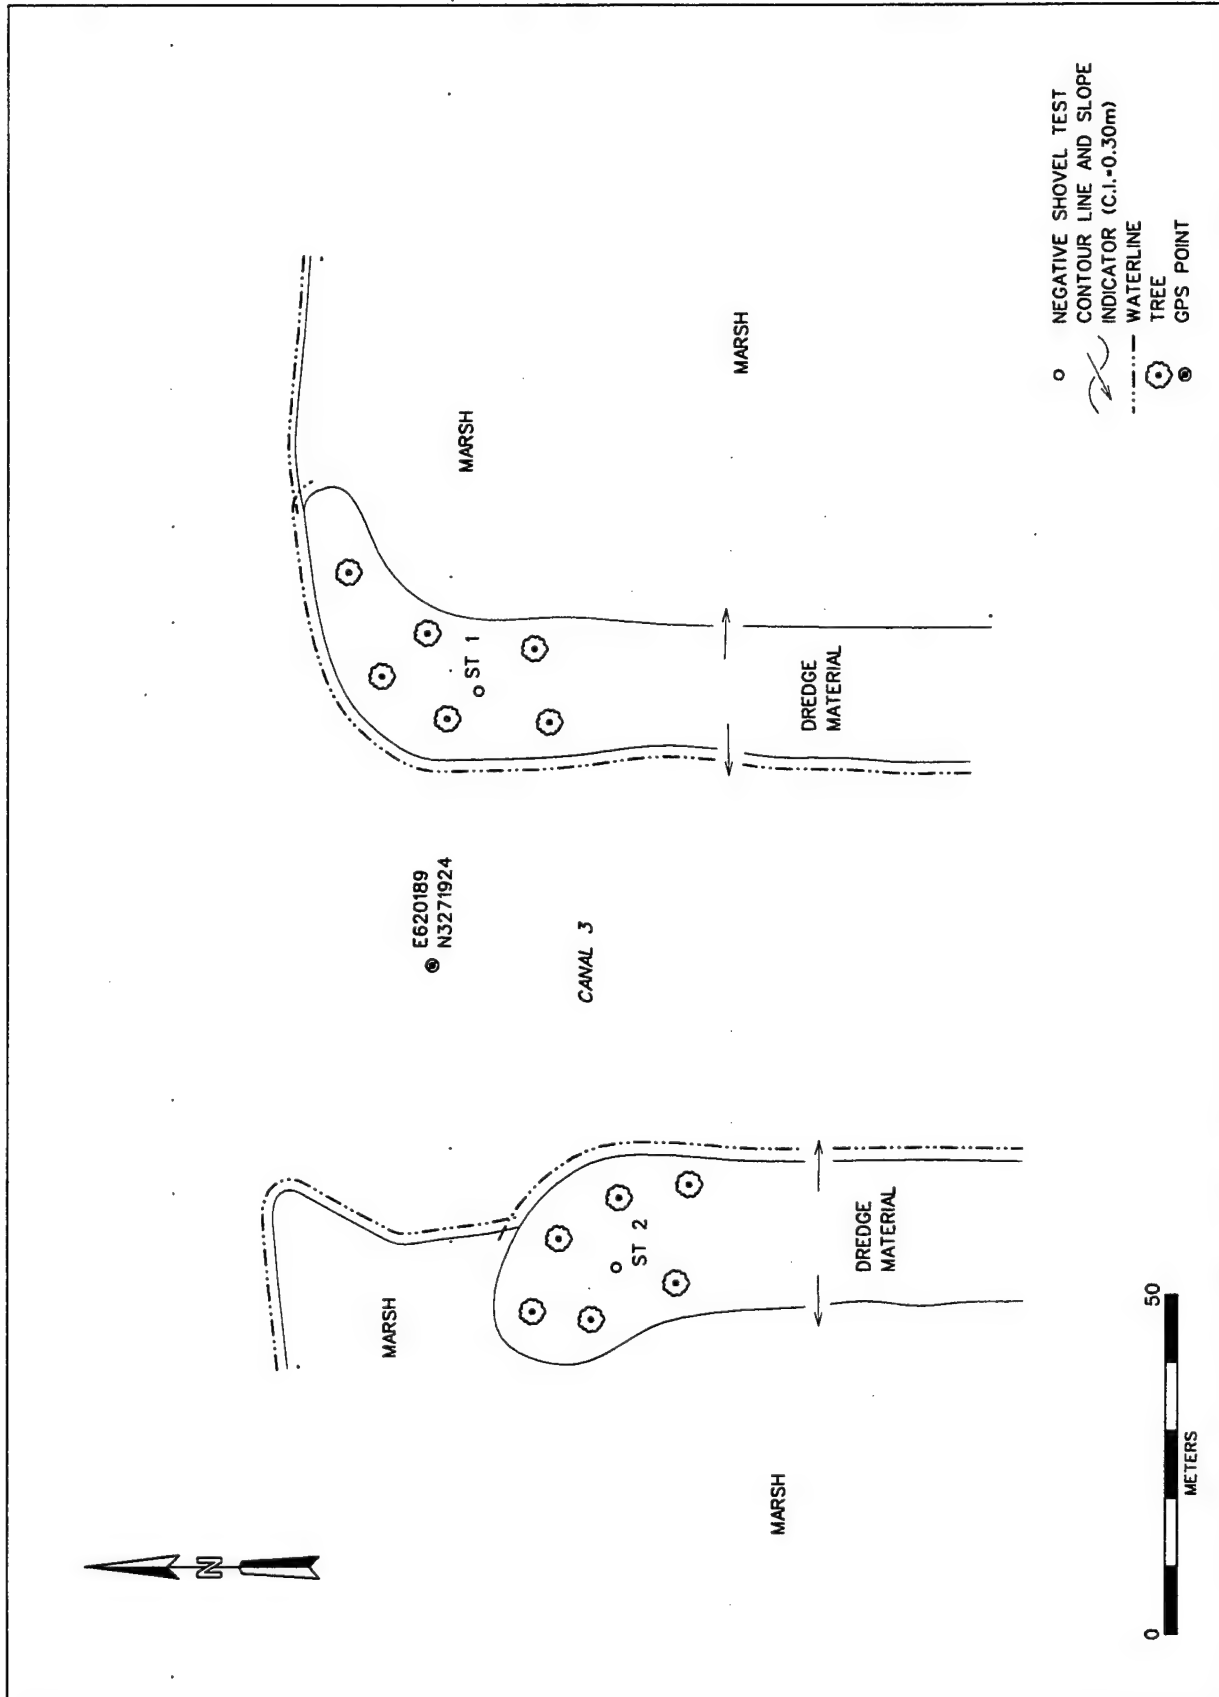 N
MARSH
E620189
N3271924
MARSH
ST 1
CANAL 3
ST 2
MARSH
MARSH
DREDGE
MATERIAL
DREDGE
MATERIAL
0 50
METERS
NEGATIVE SHOVEL TEST
CONTOUR LINE AND SLOPE
INDICATOR (C.I.=0.30m)
WATERLINE
TREE
GPS POINT